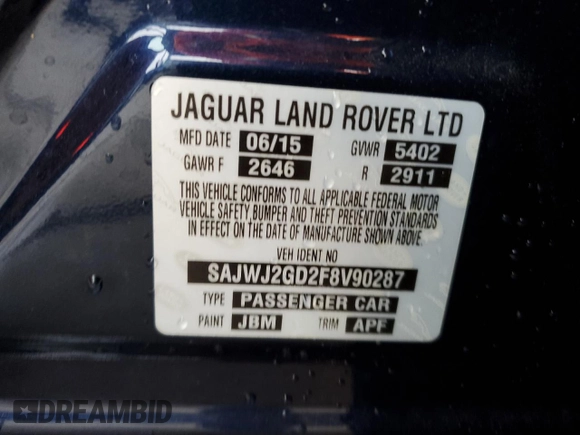 JAGUAR LAND ROVER LTD
MFD DATE 06/15 GVWR 5402
GAWR F 2646 R 2911
THIS VEHICLE CONFORMS TO ALL APPLICABLE FEDERAL MOTOR
VEHICLE SAFETY, BUMPER AND THEFT PREVENTION STANDARDS
IN EFFECT ON THE DATE OF MANUFACTURE SHOWN ABOVE.
VEH IDENT NO
SAJWJ2GD2F8V90287
TYPE PASSENGER CAR
PAINT JBM TRIM APF
DREAMBID